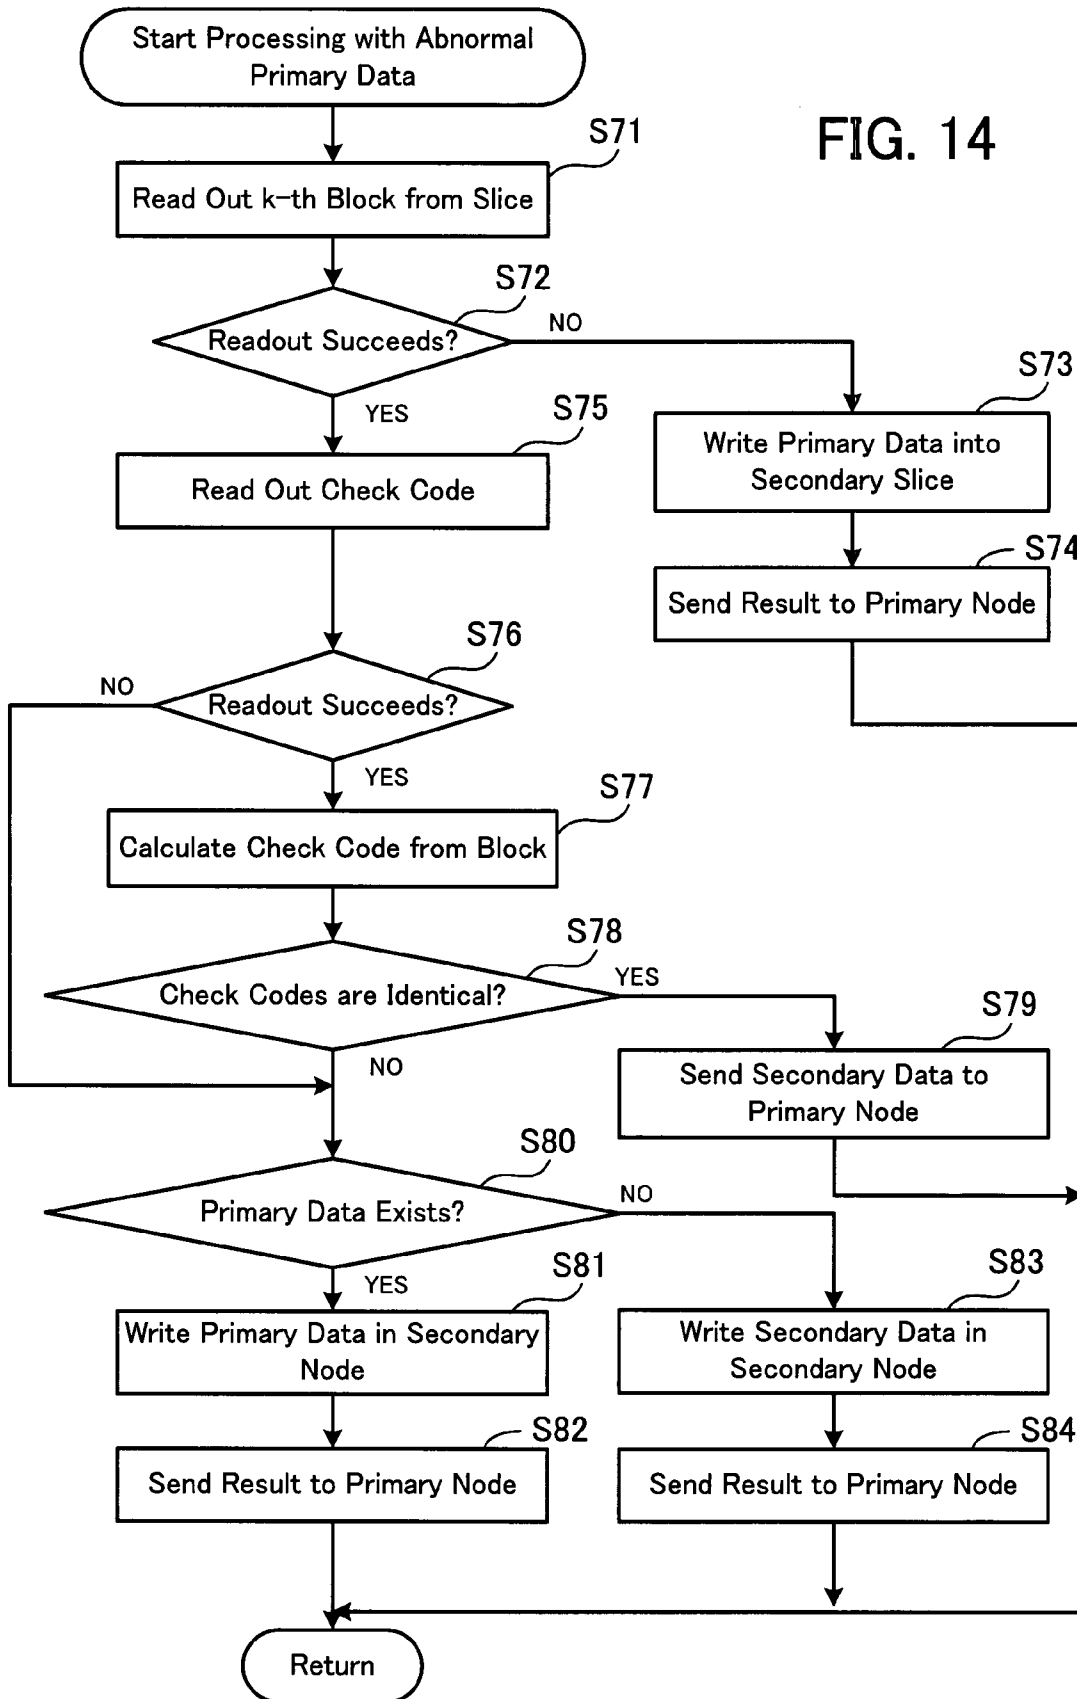 Start Processing with Abnormal
Primary Data
FIG. 14
S71
Read Out k-th Block from Slice
S72
Readout Succeeds?
NO
YES
S73
Write Primary Data into
Secondary Slice
S75
Read Out Check Code
S74
Send Result to Primary Node
S76
NO
Readout Succeeds?
YES
S77
Calculate Check Code from Block
S78
Check Codes are Identical?
YES
NO
S79
Send Secondary Data to
Primary Node
S80
Primary Data Exists?
NO
YES
S81
Write Primary Data in Secondary
Node
S83
Write Secondary Data in
Secondary Node
S82
Send Result to Primary Node
S84
Send Result to Primary Node
Return